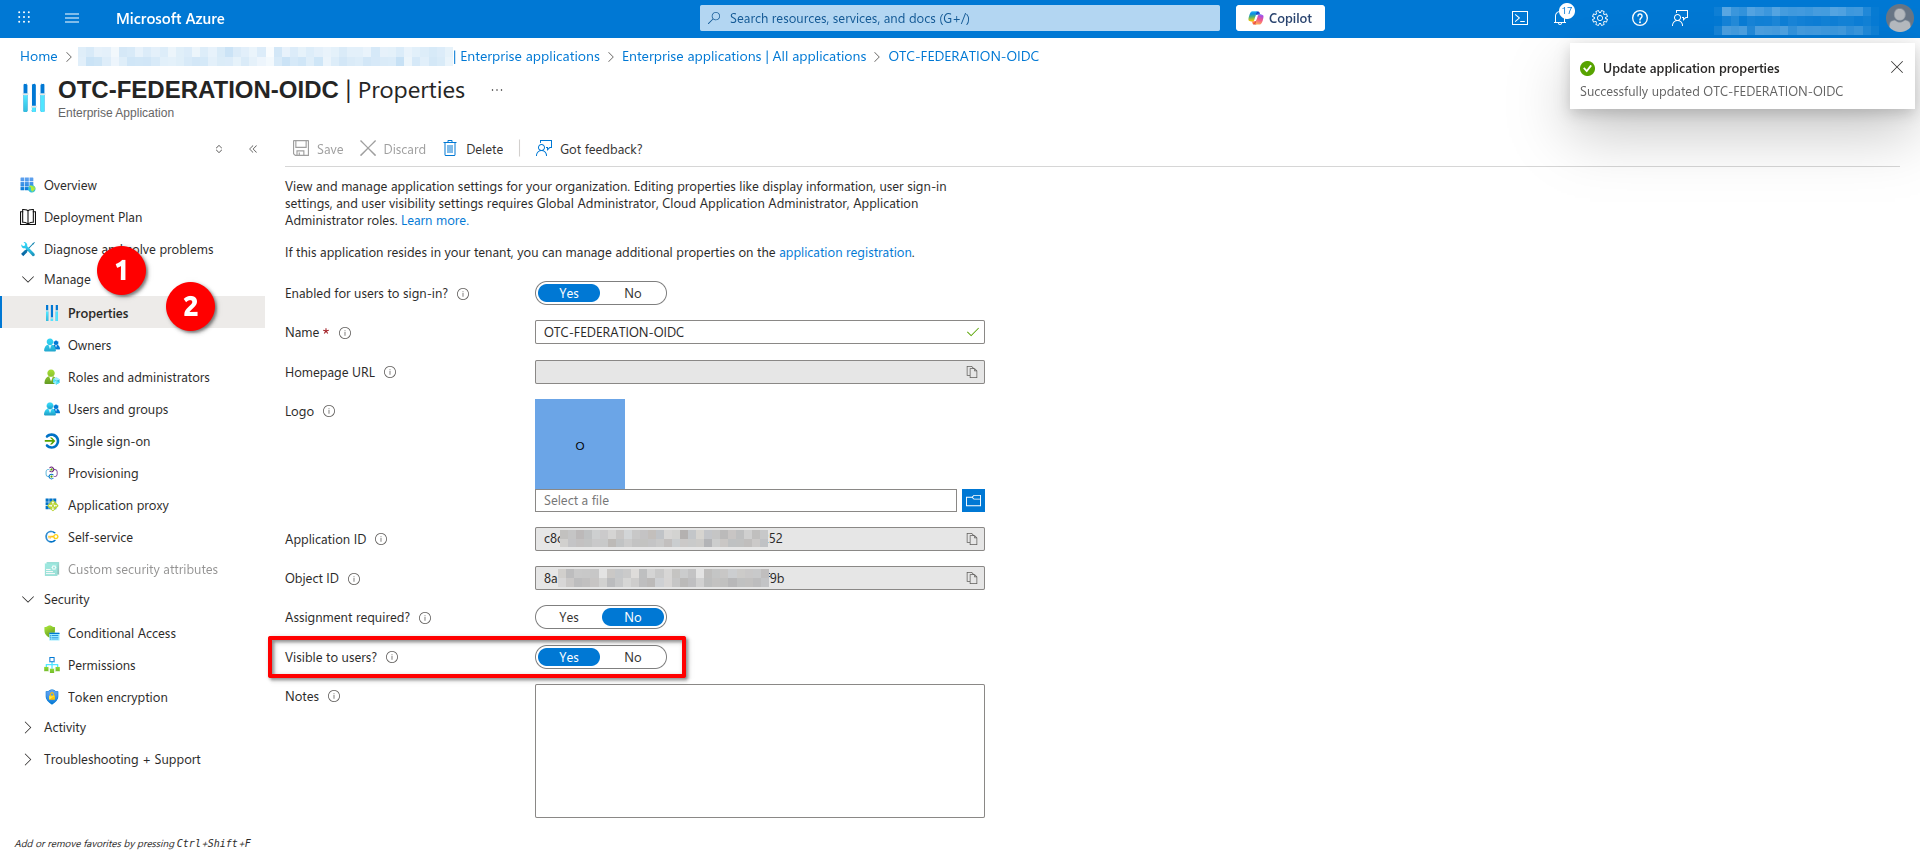 Microsoft Azure
Search resources, services, and docs (G+/)
Copilot
17
Home
| Enterprise applications
Enterprise applications | All applications
OTC-FEDERATION-OIDC
OTC-FEDERATION-OIDC | Properties
Enterprise Application
Update application properties
Successfully updated OTC-FEDERATION-OIDC
Save
Discard
Delete
Got feedback?
Overview
Deployment Plan
Diagnose and solve problems
Manage
1
Properties
2
Owners
Roles and administrators
Users and groups
Single sign-on
Provisioning
Application proxy
Self-service
Custom security attributes
Security
Conditional Access
Permissions
Token encryption
Activity
Troubleshooting + Support
Add or remove favorites by pressing Ctrl+Shift+F
View and manage application settings for your organization. Editing properties like display information, user sign-in
settings, and user visibility settings requires Global Administrator, Cloud Application Administrator, Application
Administrator roles. Learn more.
If this application resides in your tenant, you can manage additional properties on the application registration.
Enabled for users to sign-in?
Yes No
Name *
OTC-FEDERATION-OIDC
Homepage URL
Logo
O
Select a file
Application ID
c8 52
Object ID
8a f9b
Assignment required?
Yes No
Visible to users?
Yes No
Notes